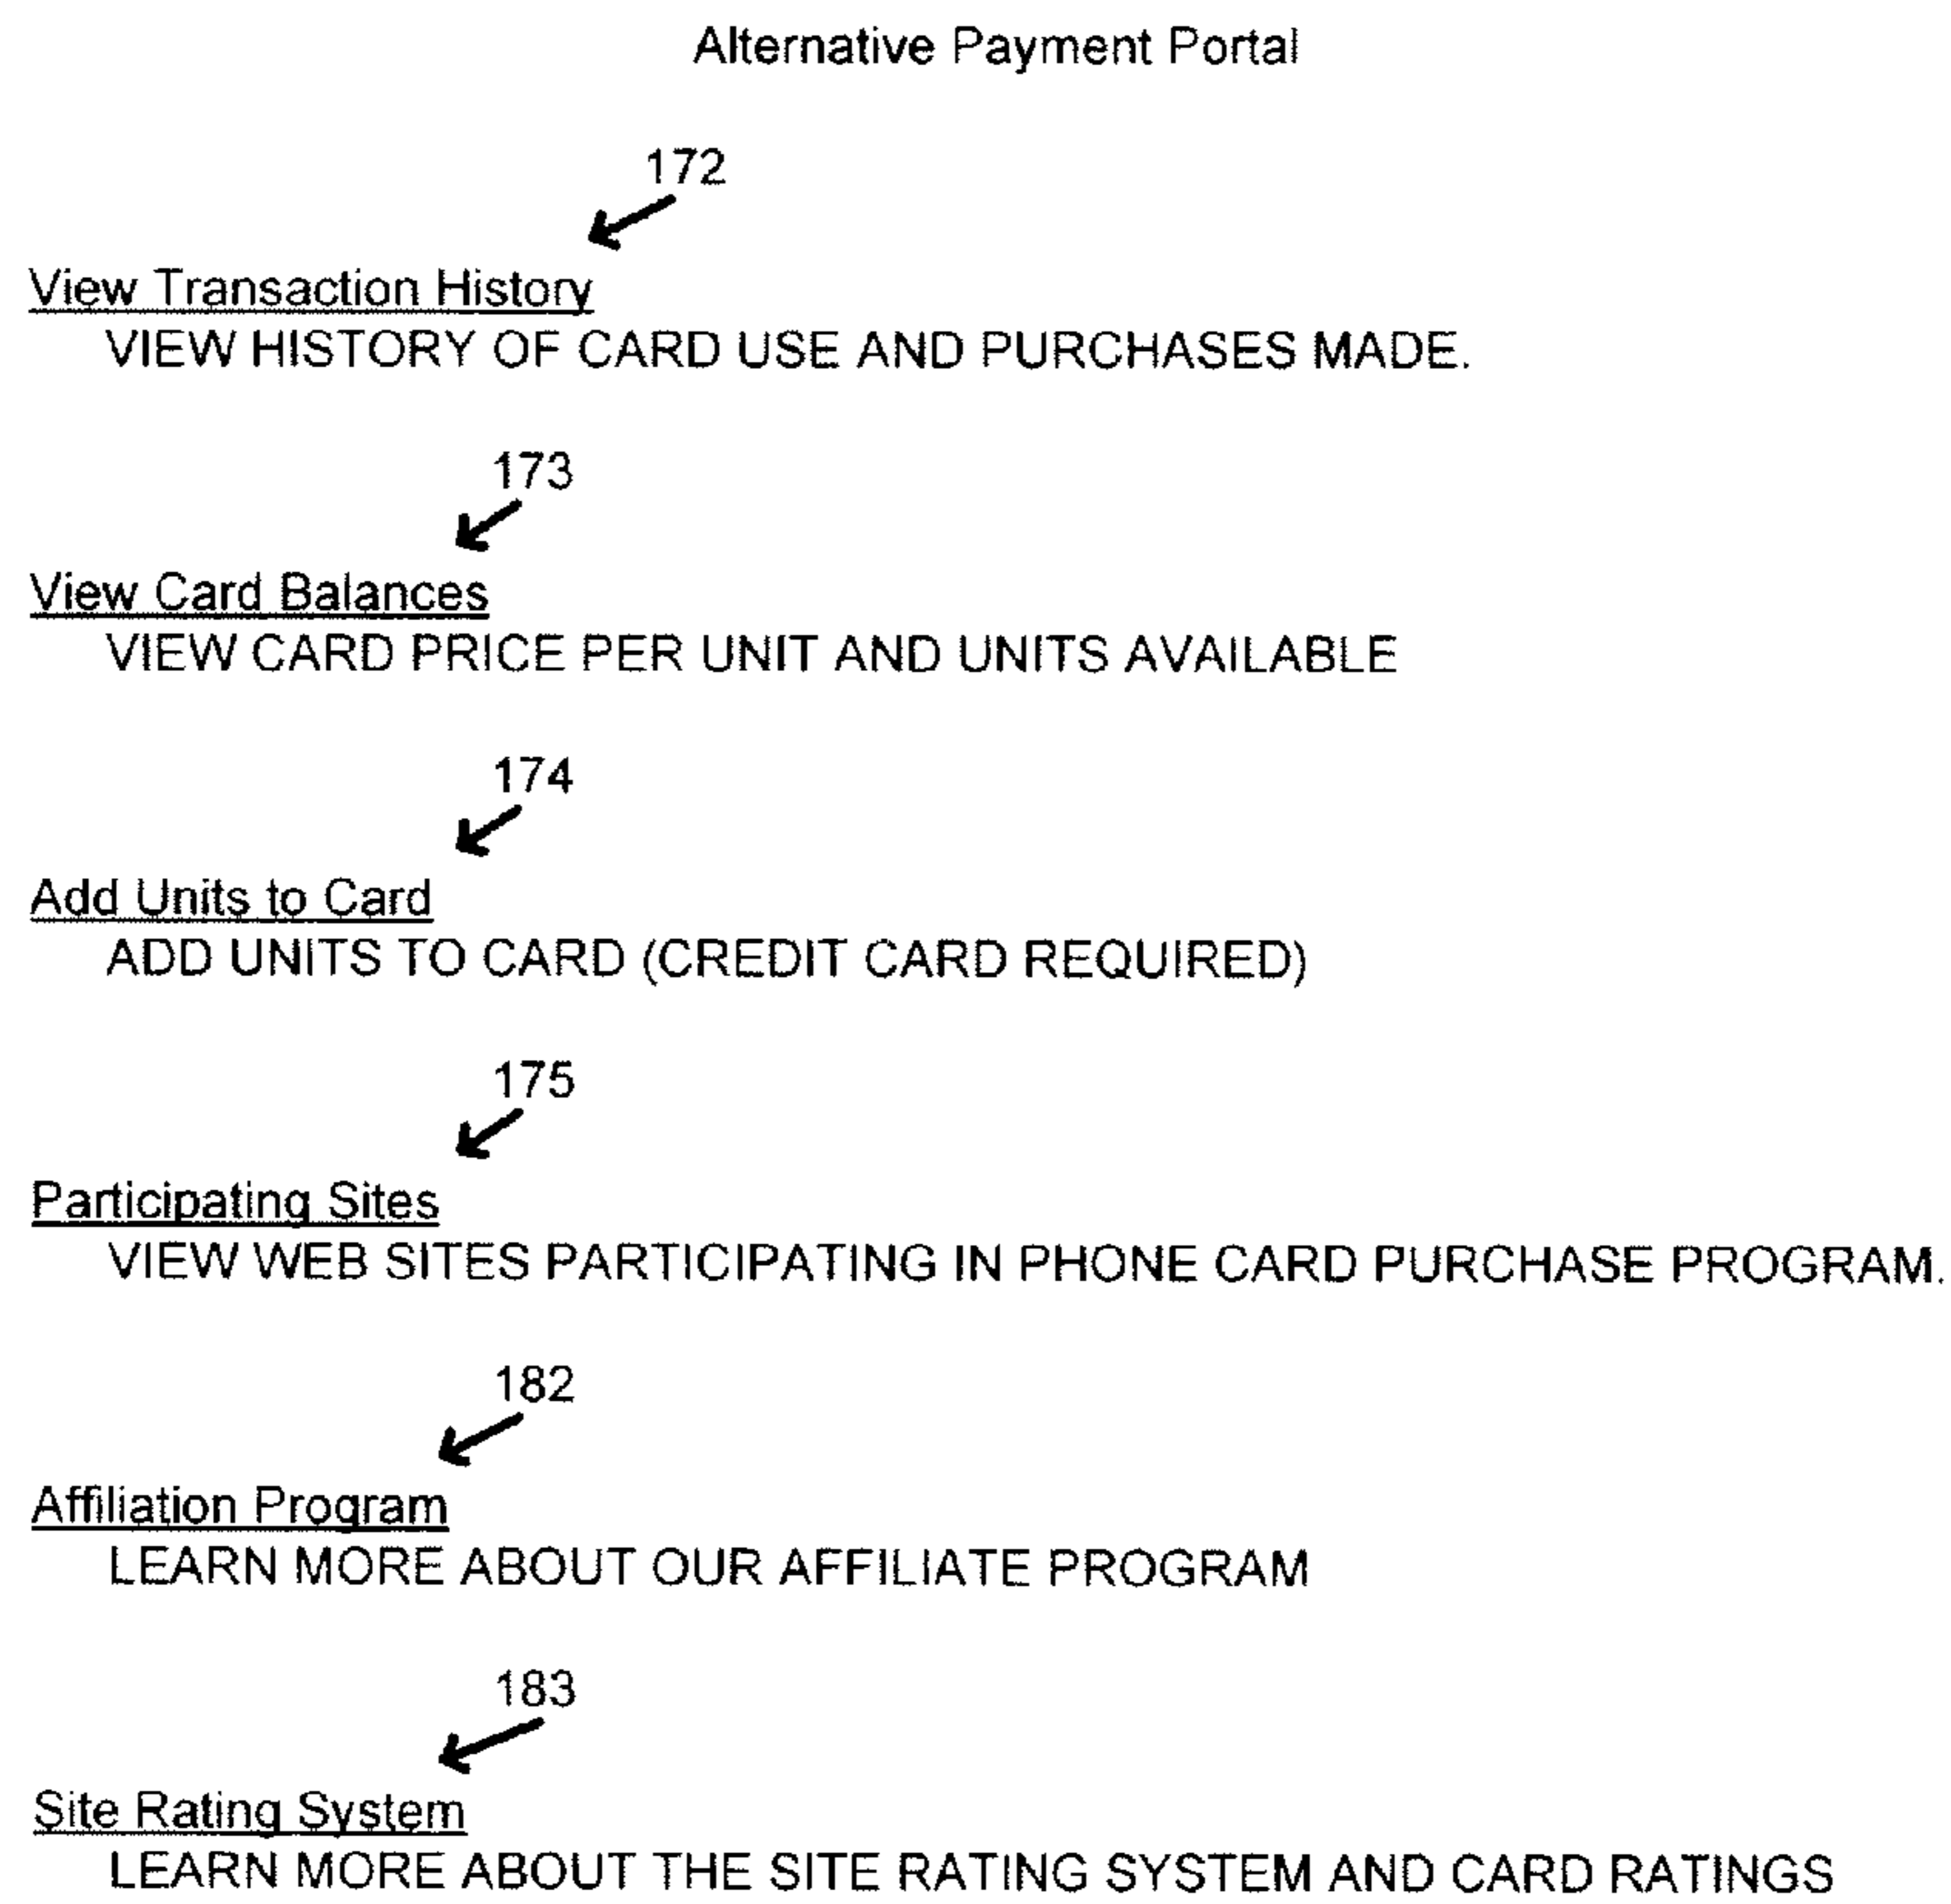 Alternative Payment Portal
172
View Transaction History
VIEW HISTORY OF CARD USE AND PURCHASES MADE.
173
View Card Balances
VIEW CARD PRICE PER UNIT AND UNITS AVAILABLE
174
Add Units to Card
ADD UNITS TO CARD (CREDIT CARD REQUIRED)
175
Participating Sites
VIEW WEB SITES PARTICIPATING IN PHONE CARD PURCHASE PROGRAM.
182
Affiliation Program
LEARN MORE ABOUT OUR AFFILIATE PROGRAM
183
Site Rating System
LEARN MORE ABOUT THE SITE RATING SYSTEM AND CARD RATINGS